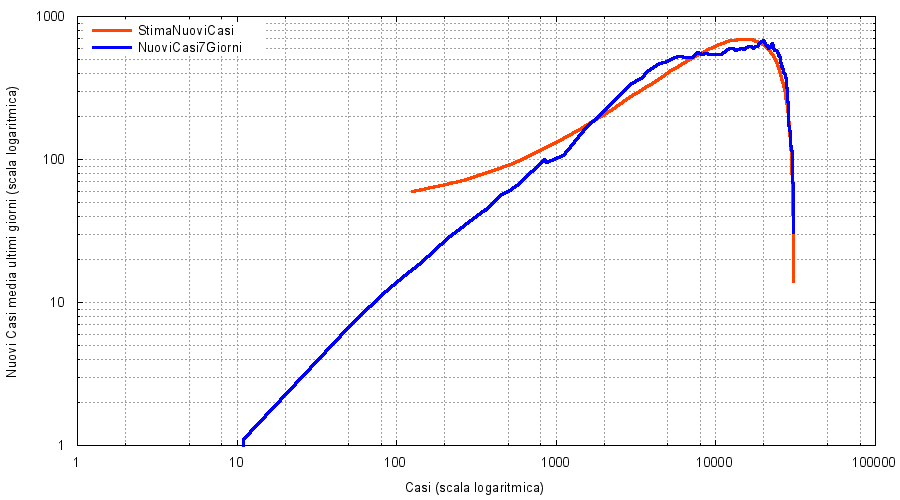 1000
StimaNuoviCasi
NuoviCasi7Giorni
100
10
1
Nuovi Casi media ultimi giorni (scala logaritmica)
1 10 100 1000 10000 100000
Casi (scala logaritmica)